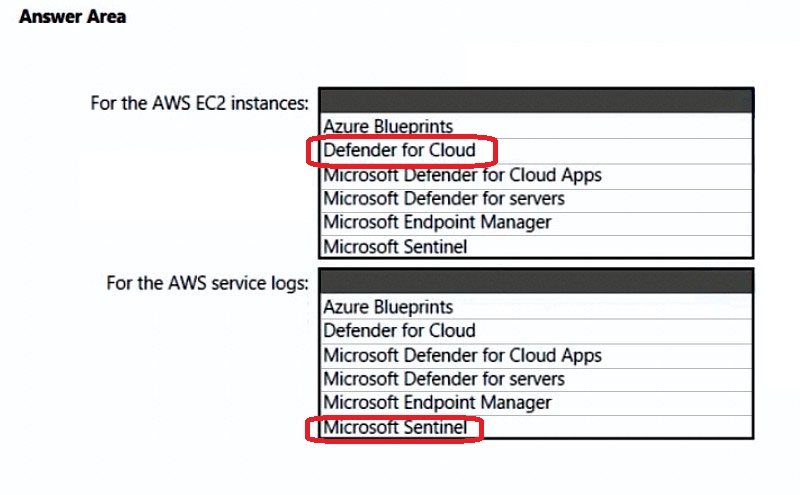 Answer Area
For the AWS EC2 instances:
Azure Blueprints
Defender for Cloud
Microsoft Defender for Cloud Apps
Microsoft Defender for servers
Microsoft Endpoint Manager
Microsoft Sentinel
For the AWS service logs:
Azure Blueprints
Defender for Cloud
Microsoft Defender for Cloud Apps
Microsoft Defender for servers
Microsoft Endpoint Manager
Microsoft Sentinel